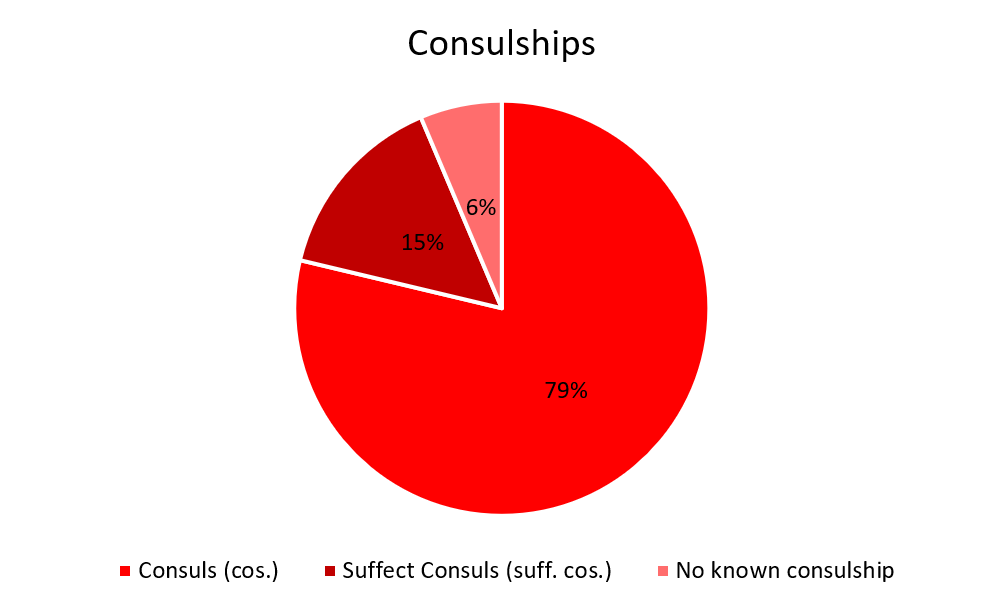 Consulships
6%
15%
79%
Consuls (cos.)
Suffect Consuls (suff. cos.)
No known consulship